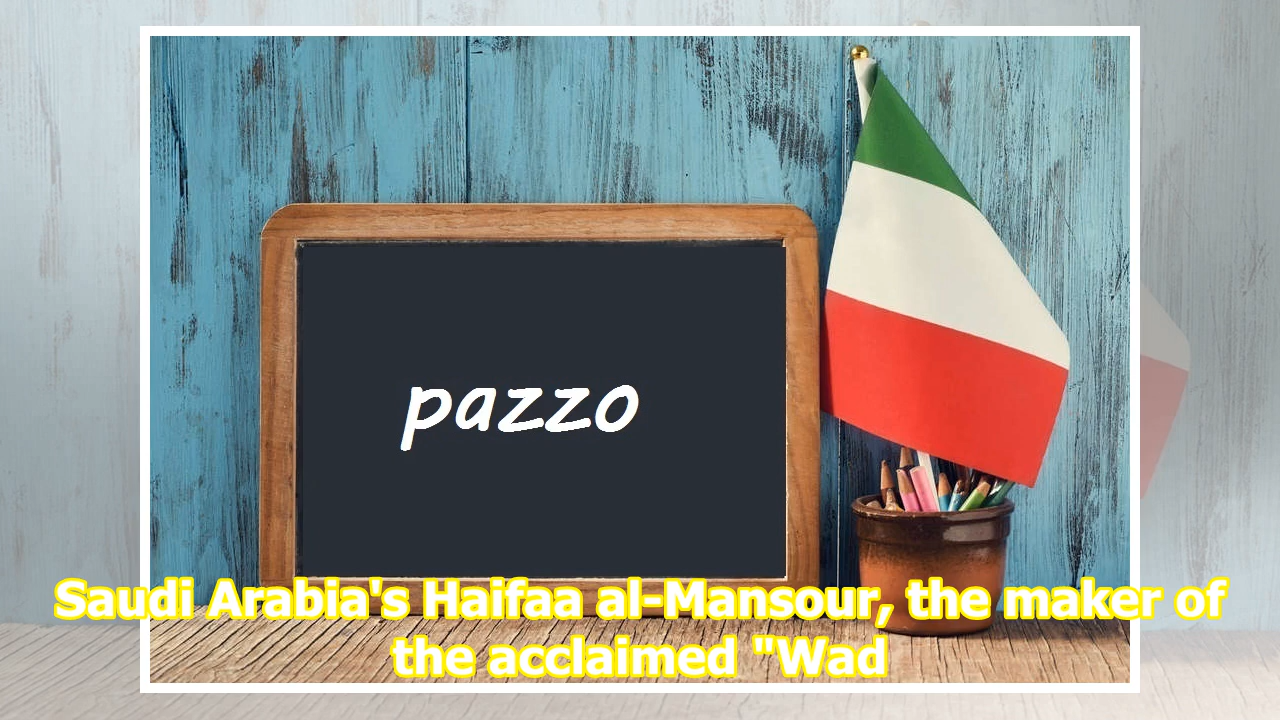 pazzo
Saudi Arabia's Haifaa al-Mansour, the maker of
the acclaimed "Wad